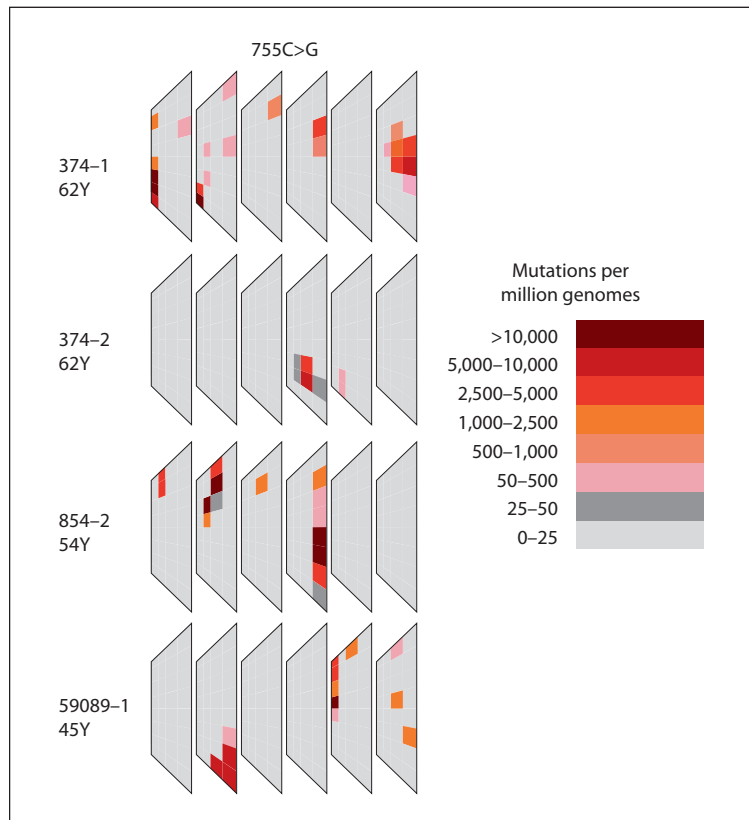 755C>G
374–1
62Y
374–2
62Y
854–2
54Y
59089–1
45Y
Mutations per
million genomes
>10,000
5,000–10,000
2,500–5,000
1,000–2,500
500–1,000
50–500
25–50
0–25